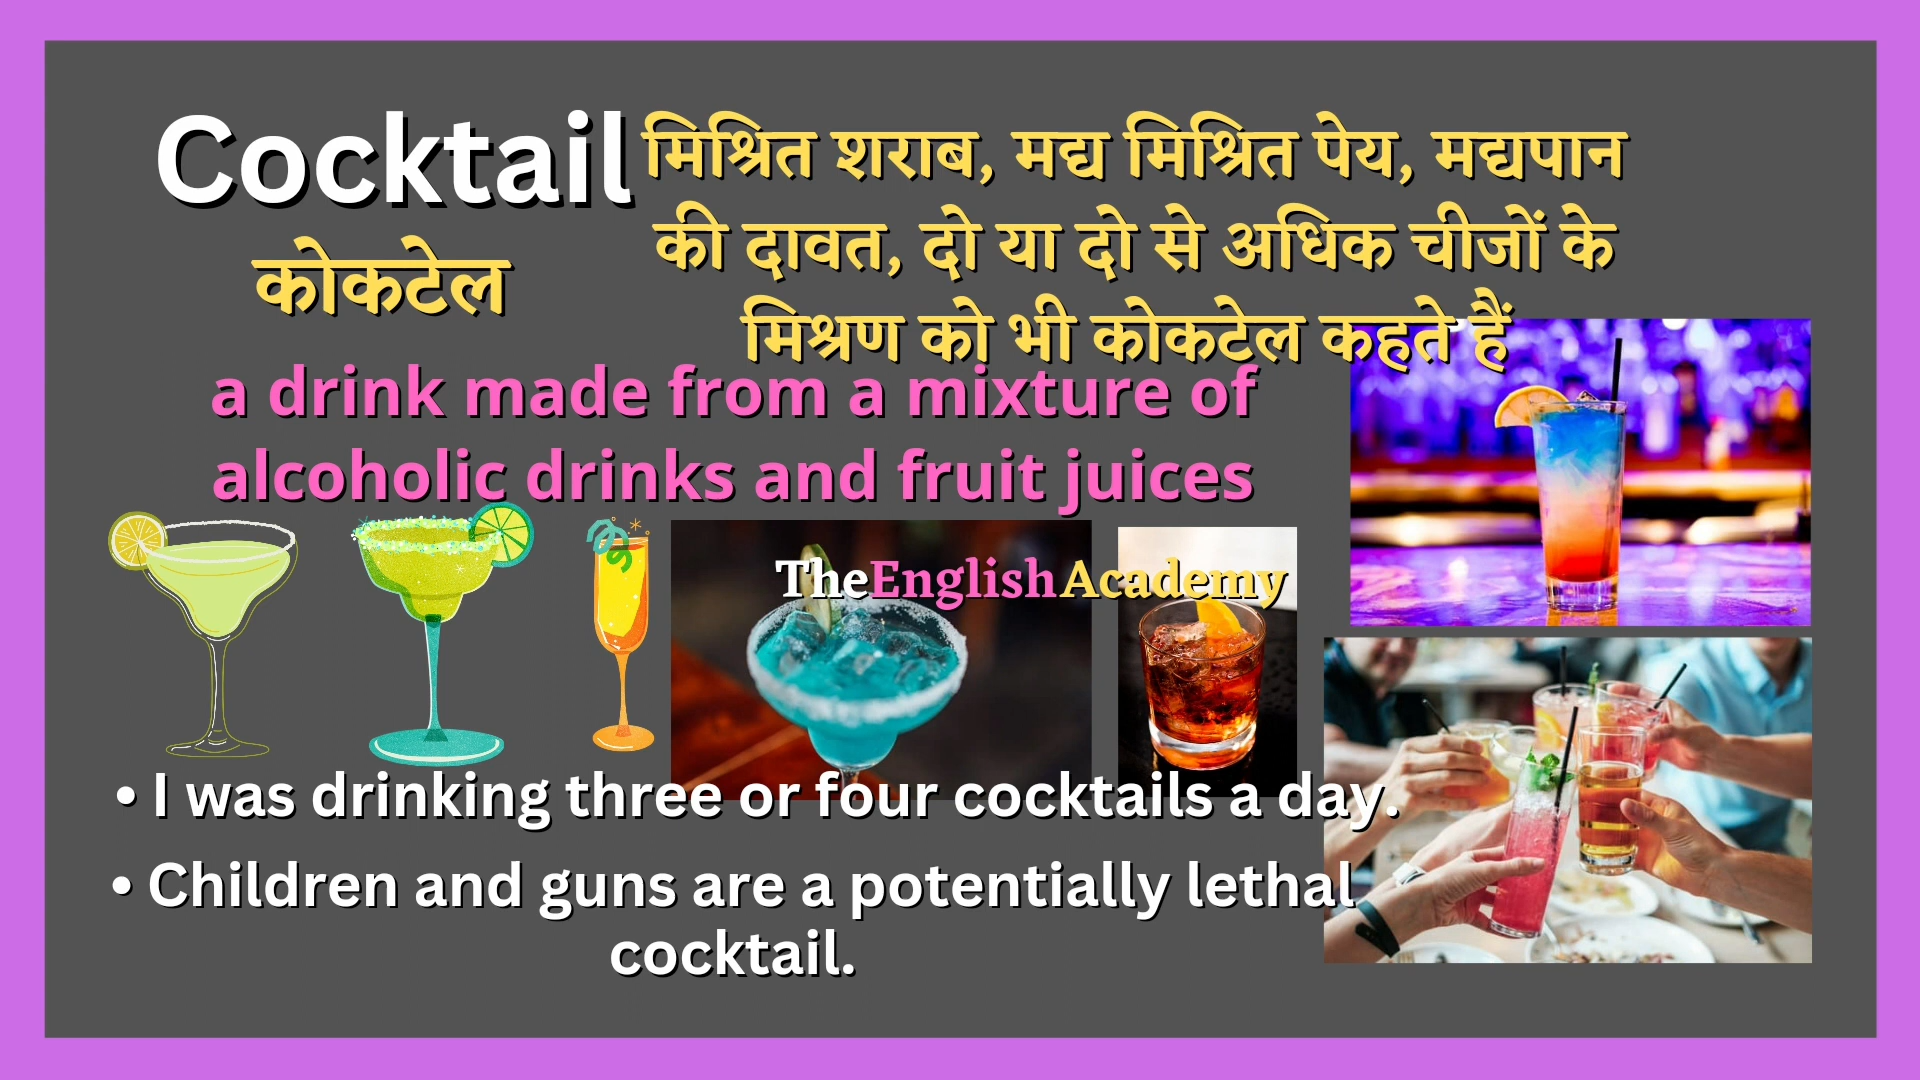 Cocktail
कोकटेल
मिश्रित शराब, मद्य मिश्रित पेय, मद्यपान
की दावत, दो या दो से अधिक चीजों के
मिश्रण को भी कोकटेल कहते हैं
a drink made from a mixture of
alcoholic drinks and fruit juices
TheEnglishAcademy
• I was drinking three or four cocktails a day.
• Children and guns are a potentially lethal
cocktail.